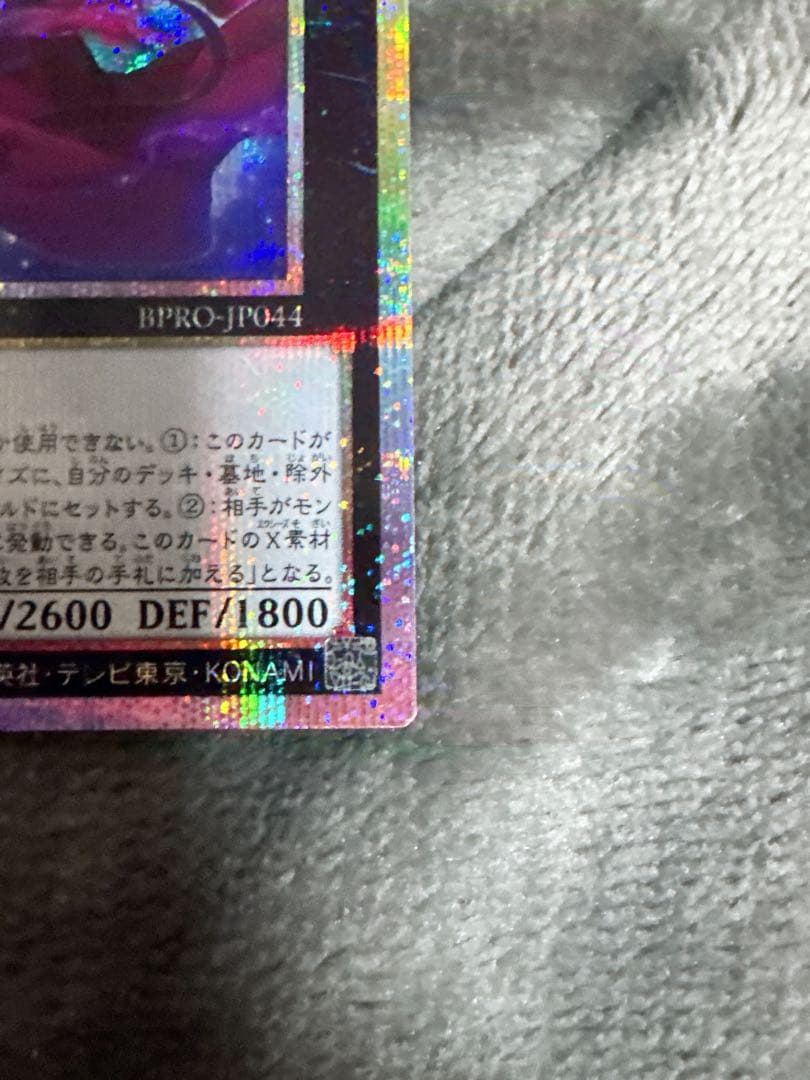 BPRO-JP044
使用できない。①:このカードが
イズに、自分のデッキ・墓地・除外
ルドにセットする。②:相手がモン
発動できる。このカードのX素材
を相手の手札に加える」となる。
/2600 DEF/1800
英社・テレビ東京・KONAMI